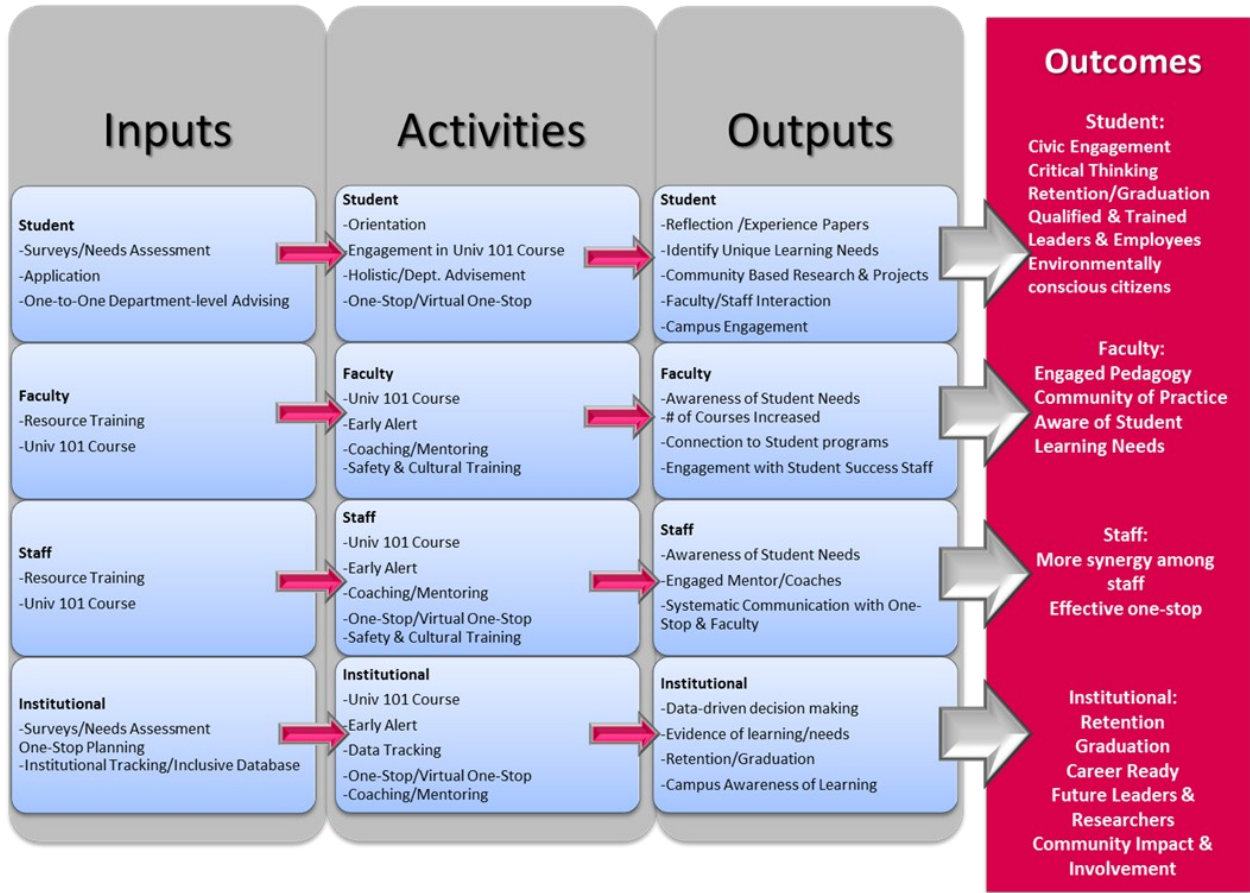 Inputs
Student
-Surveys/Needs Assessment
-Application
-One-to-One Department-level Advising
Faculty
-Resource Training
-Univ 101 Course
Staff
-Resource Training
-Univ 101 Course
Institutional
-Surveys/Needs Assessment
One-Stop Planning
-Institutional Tracking/Inclusive Database
Activities
Student
-Orientation
Engagement in Univ 101 Course
-Holistic/Dept. Advisement
-One-Stop/Virtual One-Stop
Faculty
-Univ 101 Course
-Early Alert
-Coaching/Mentoring
-Safety & Cultural Training
Staff
-Univ 101 Course
-Early Alert
-Coaching/Mentoring
-One-Stop/Virtual One-Stop
-Safety & Cultural Training
Institutional
-Univ 101 Course
-Early Alert
-Data Tracking
-One-Stop/Virtual One-Stop
-Coaching/Mentoring
Outputs
Student
-Reflection /Experience Papers
-Identify Unique Learning Needs
-Community Based Research & Projects
-Faculty/Staff Interaction
-Campus Engagement
Faculty
-Awareness of Student Needs
-# of Courses Increased
-Connection to Student programs
-Engagement with Student Success Staff
Staff
-Awareness of Student Needs
-Engaged Mentor/Coaches
-Systematic Communication with One-
Stop & Faculty
Institutional
-Data-driven decision making
-Evidence of learning/needs
-Retention/Graduation
-Campus Awareness of Learning
Outcomes
Student:
Civic Engagement
Critical Thinking
Retention/Graduation
Qualified & Trained
Leaders & Employees
Environmentally
conscious citizens
Faculty:
Engaged Pedagogy
Community of Practice
Aware of Student
Learning Needs
Staff:
More synergy among
staff
Effective one-stop
Institutional:
Retention
Graduation
Career Ready
Future Leaders &
Researchers
Community Impact &
Involvement